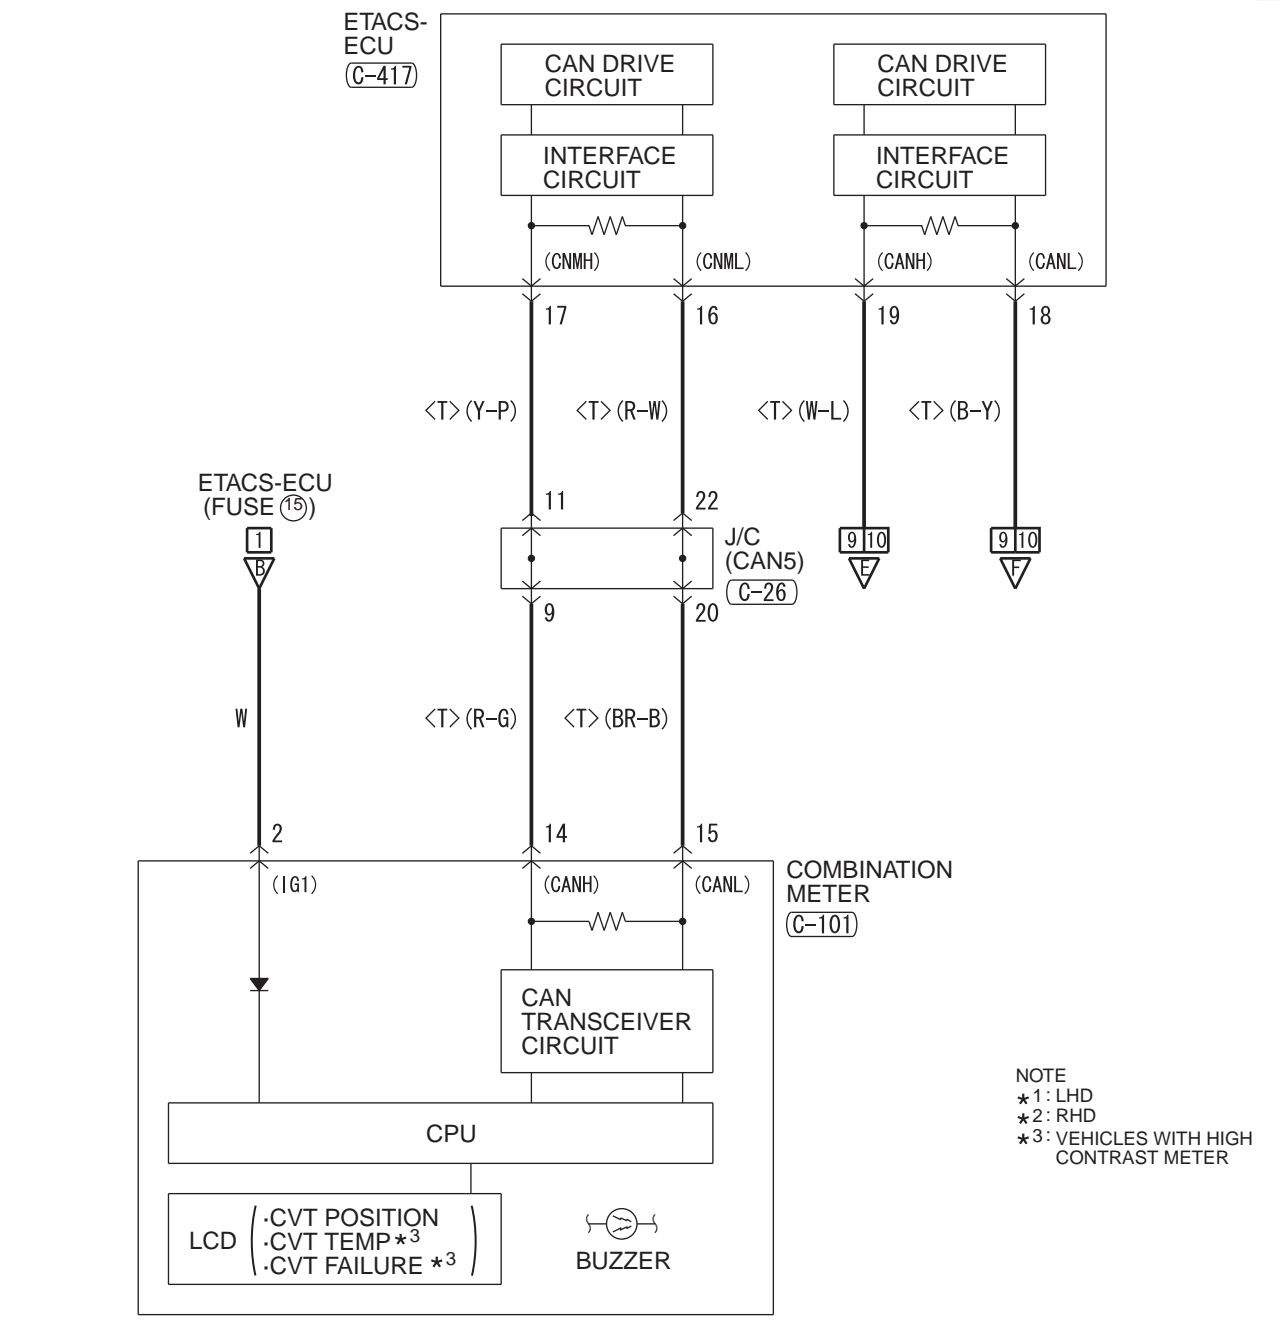 ETACS-
ECU
(C-417)
CAN DRIVE
CIRCUIT
CAN DRIVE
CIRCUIT
INTERFACE
CIRCUIT
INTERFACE
CIRCUIT
(CNMH)
(CNML)
(CANH)
(CANL)
17
16
19
18
<T>(Y-P)
<T>(R-W)
<T>(W-L)
<T>(B-Y)
ETACS-ECU
(FUSE 15)
1
B
11
22
J/C
(CAN5)
C-26
9 10
E
9 10
F
9
20
W
<T>(R-G)
<T>(BR-B)
2
14
15
COMBINATION
METER
C-101
(IG1)
(CANH)
(CANL)
CAN
TRANSCEIVER
CIRCUIT
CPU
LCD
·CVT POSITION
·CVT TEMP*3
·CVT FAILURE *3
BUZZER
NOTE
*1: LHD
*2: RHD
*3: VEHICLES WITH HIGH
CONTRAST METER